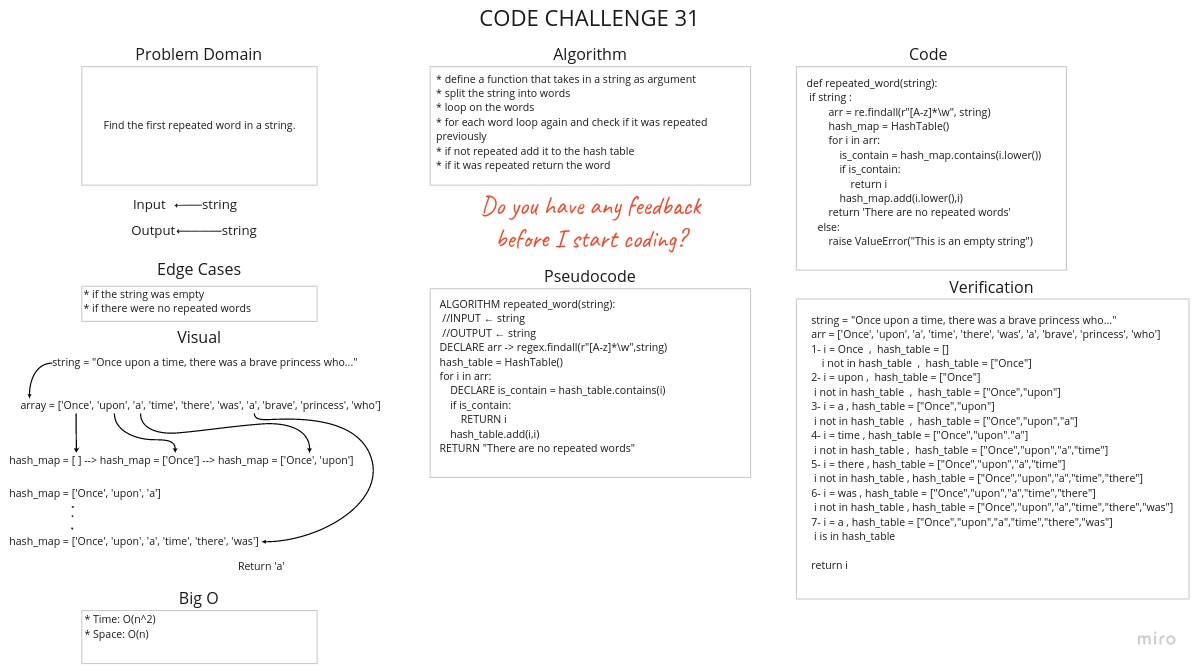 CODE CHALLENGE 31
Problem Domain
Find the first repeated word in a string.
Input ←——string
Output←———string
Edge Cases
* if the string was empty
* if there were no repeated words
Visual
string = "Once upon a time, there was a brave princess who..."
array = ['Once', 'upon', 'a', 'time', 'there', 'was', 'a', 'brave', 'princess', 'who']
hash_map = [ ] --> hash_map = ['Once'] --> hash_map = ['Once', 'upon']
hash_map = ['Once', 'upon', 'a']
.
.
.
hash_map = ['Once', 'upon', 'a', 'time', 'there', 'was']
Return 'a'
Big O
* Time: O(n^2)
* Space: O(n)
Algorithm
* define a function that takes in a string as argument
* split the string into words
* loop on the words
* for each word loop again and check if it was repeated
previously
* if not repeated add it to the hash table
* if it was repeated return the word
Do you have any feedback
before I start coding?
Pseudocode
ALGORITHM repeated_word(string):
//INPUT ← string
//OUTPUT ← string
DECLARE arr -> regex.findall(r"[A-z]*\w",string)
hash_table = HashTable()
for i in arr:
DECLARE is_contain = hash_table.contains(i)
if is_contain:
RETURN i
hash_table.add(i,i)
RETURN "There are no repeated words"
Code
def repeated_word(string):
if string :
arr = re.findall(r"[A-z]*\w", string)
hash_map = HashTable()
for i in arr:
is_contain = hash_map.contains(i.lower())
if is_contain:
return i
hash_map.add(i.lower(),i)
return 'There are no repeated words'
else:
raise ValueError("This is an empty string")
Verification
string = "Once upon a time, there was a brave princess who..."
arr = ['Once', 'upon', 'a', 'time', 'there', 'was', 'a', 'brave', 'princess', 'who']
1- i = Once , hash_table = []
i not in hash_table , hash_table = ["Once"]
2- i = upon , hash_table = ["Once"]
i not in hash_table , hash_table = ["Once","upon"]
3- i = a , hash_table = ["Once","upon"]
i not in hash_table , hash_table = ["Once","upon","a"]
4- i = time , hash_table = ["Once","upon"."a"]
i not in hash_table , hash_table = ["Once","upon","a","time"]
5- i = there , hash_table = ["Once","upon","a","time"]
i not in hash_table , hash_table = ["Once","upon","a","time","there"]
6- i = was , hash_table = ["Once","upon","a","time","there"]
i not in hash_table , hash_table = ["Once","upon","a","time","there","was"]
7- i = a , hash_table = ["Once","upon","a","time","there","was"]
i is in hash_table
return i
miro